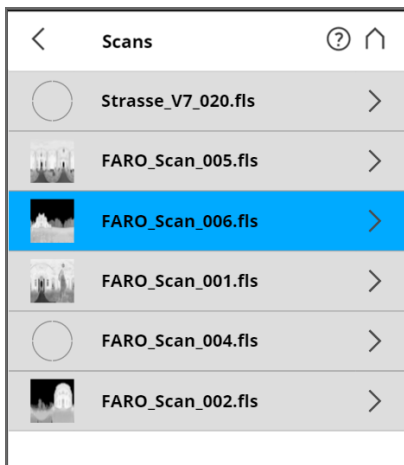 Scans
Strasse_V7_020.fls
FARO_Scan_005.fls
FARO_Scan_006.fls
FARO_Scan_001.fls
FARO_Scan_004.fls
FARO_Scan_002.fls